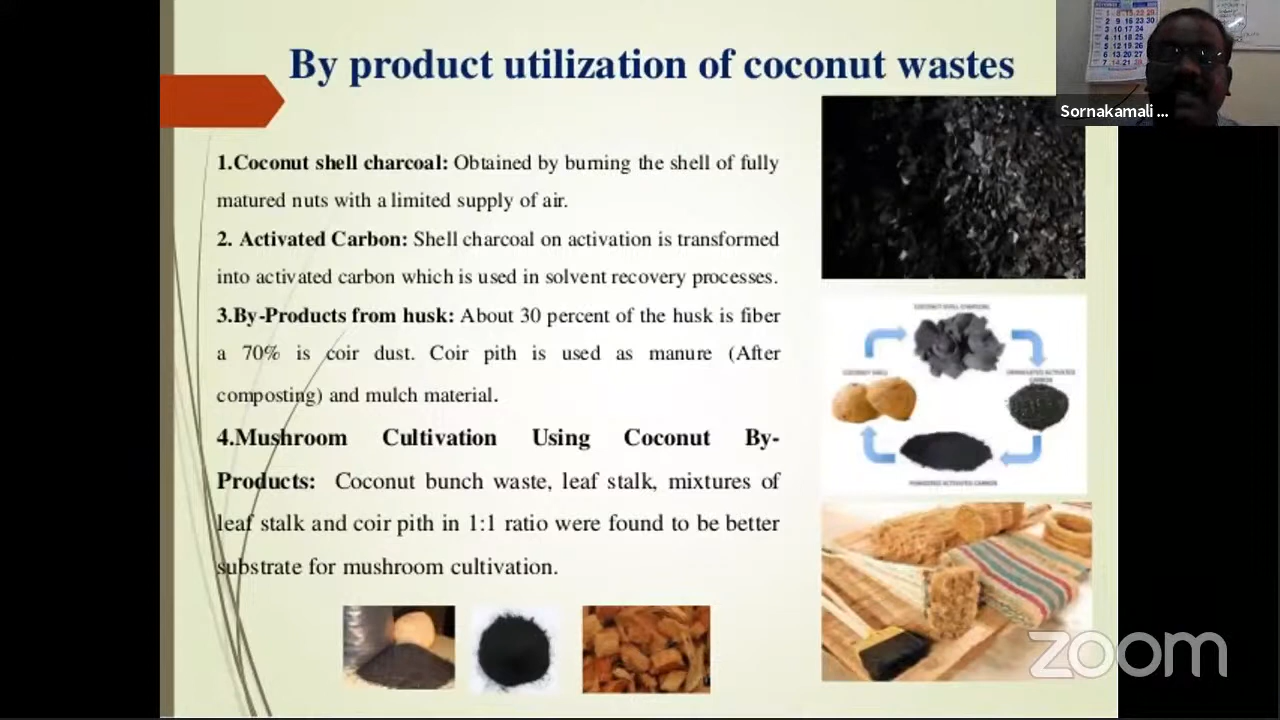 By product utilization of coconut wastes
Sornakamali ...
1.Coconut shell charcoal: Obtained by burning the shell of fully
matured nuts with a limited supply of air.
2. Activated Carbon: Shell charcoal on activation is transformed
into activated carbon which is used in solvent recovery processes.
3.By-Products from husk: About 30 percent of the husk is fiber
a 70% is coir dust. Coir pith is used as manure (After
composting) and mulch material.
4.Mushroom Cultivation Using Coconut By-
Products: Coconut bunch waste, leaf stalk, mixtures of
leaf stalk and coir pith in 1:1 ratio were found to be better
substrate for mushroom cultivation.
COCONUT SHELL CHARCOAL
COCONUT SHELL
GRANULATED ACTIVATED
CARBON
POWDERED ACTIVATED CARBON
zoom